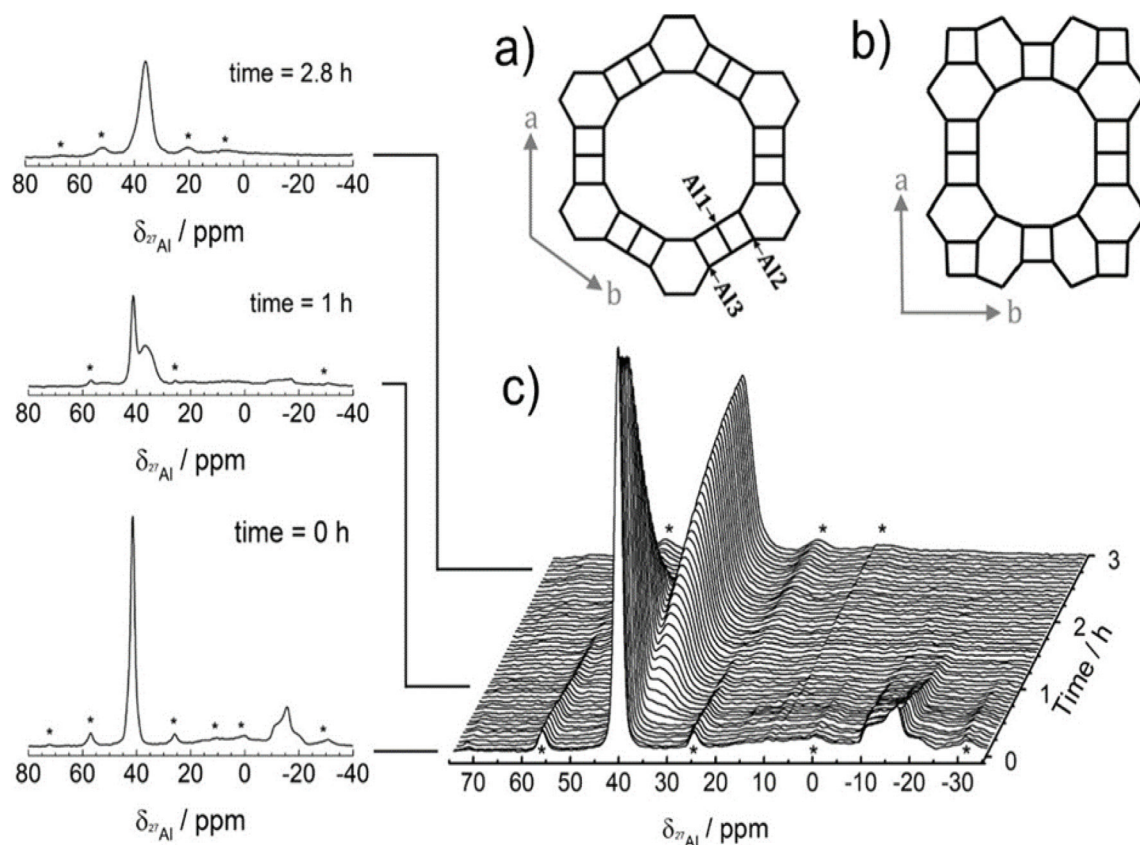 time = 2.8 h
* * * *
80 60 40 20 0 -20 -40
δ27Al / ppm
time = 1 h
* * *
80 60 40 20 0 -20 -40
δ27Al / ppm
time = 0 h
* * * * * *
80 60 40 20 0 -20 -40
δ27Al / ppm
a)
a
b
Al1
Al2
Al3
b)
a
b
c)
* * *
* * * *
70 60 50 40 30 20 10 0 -10 -20 -30
δ27Al / ppm
0 1 2 3
Time / h